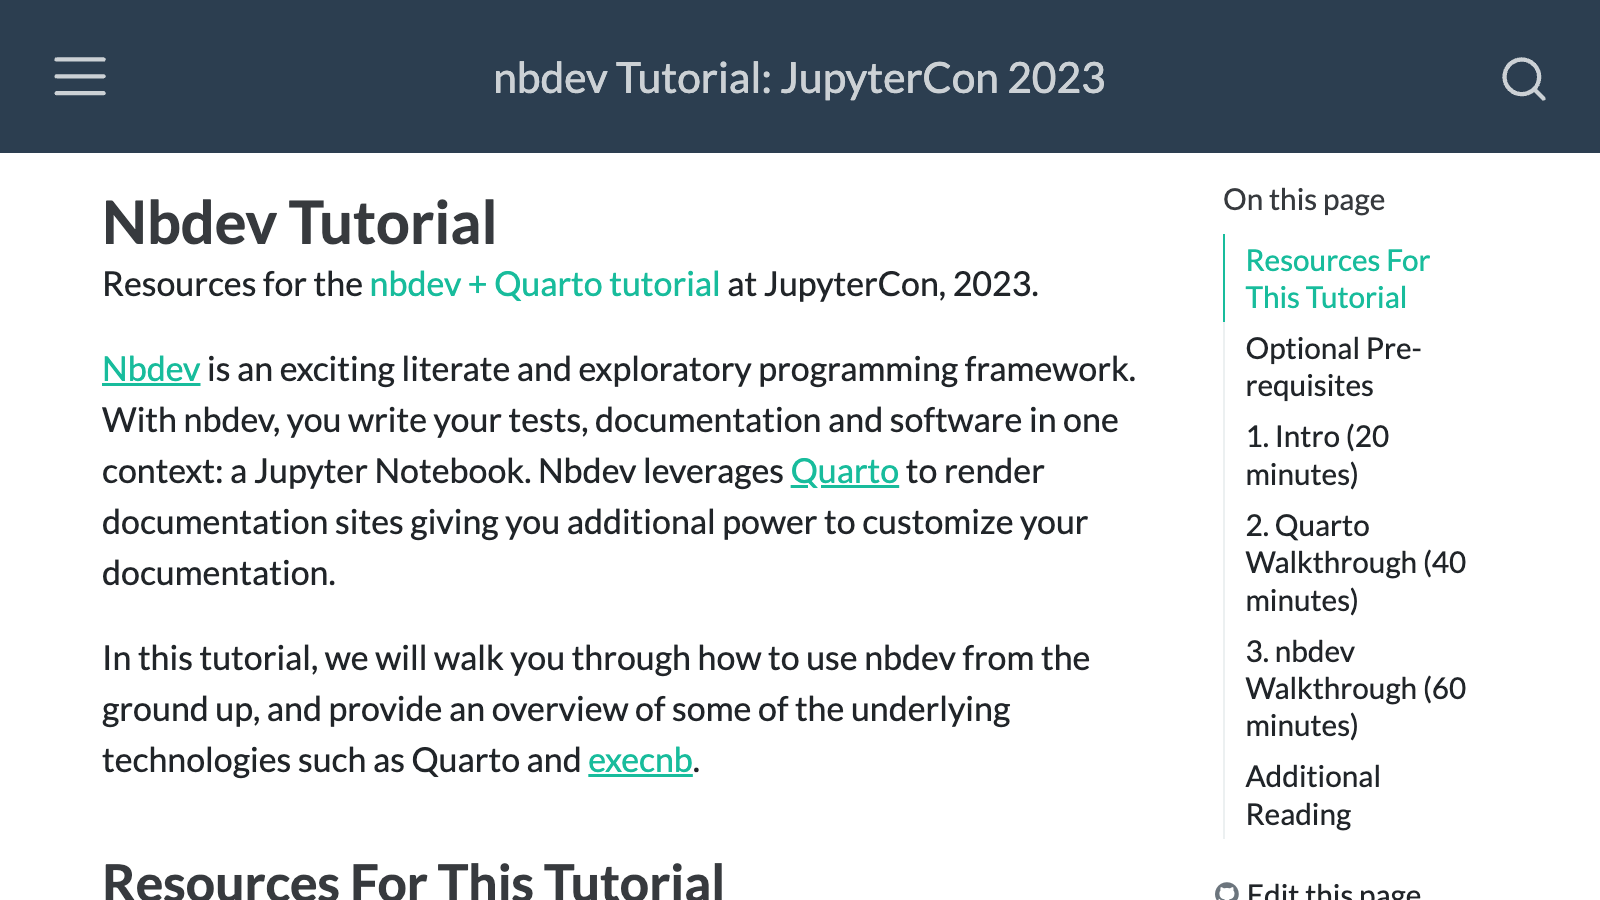 nbdev Tutorial: JupyterCon 2023
Nbdev Tutorial
Resources for the nbdev + Quarto tutorial at JupyterCon, 2023.
Nbdev is an exciting literate and exploratory programming framework.
With nbdev, you write your tests, documentation and software in one
context: a Jupyter Notebook. Nbdev leverages Quarto to render
documentation sites giving you additional power to customize your
documentation.
In this tutorial, we will walk you through how to use nbdev from the
ground up, and provide an overview of some of the underlying
technologies such as Quarto and execnb.
Resources For This Tutorial
On this page
Resources For
This Tutorial
Optional Pre-
requisites
1. Intro (20
minutes)
2. Quarto
Walkthrough (40
minutes)
3. nbdev
Walkthrough (60
minutes)
Additional
Reading
Edit this page